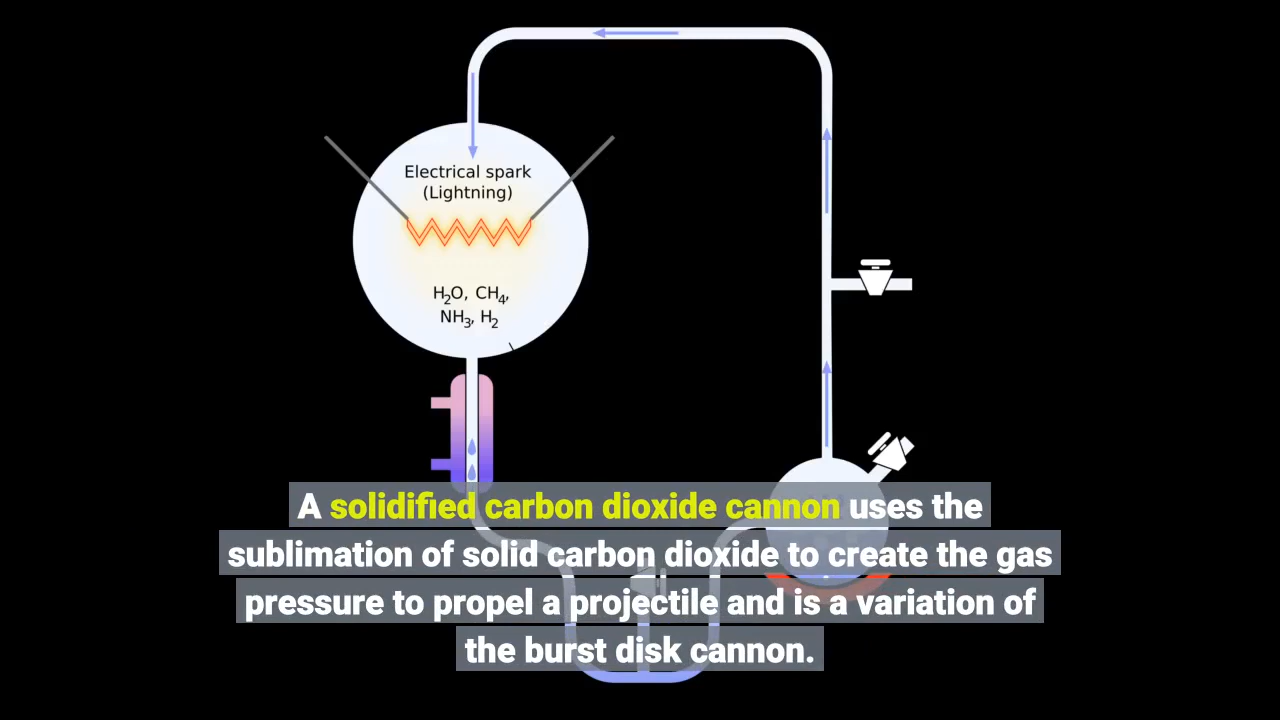 Electrical spark
(Lightning)
H₂O, CH₄,
NH₃, H₂
A solidified carbon dioxide cannon uses the
sublimation of solid carbon dioxide to create the gas
pressure to propel a projectile and is a variation of
the burst disk cannon.